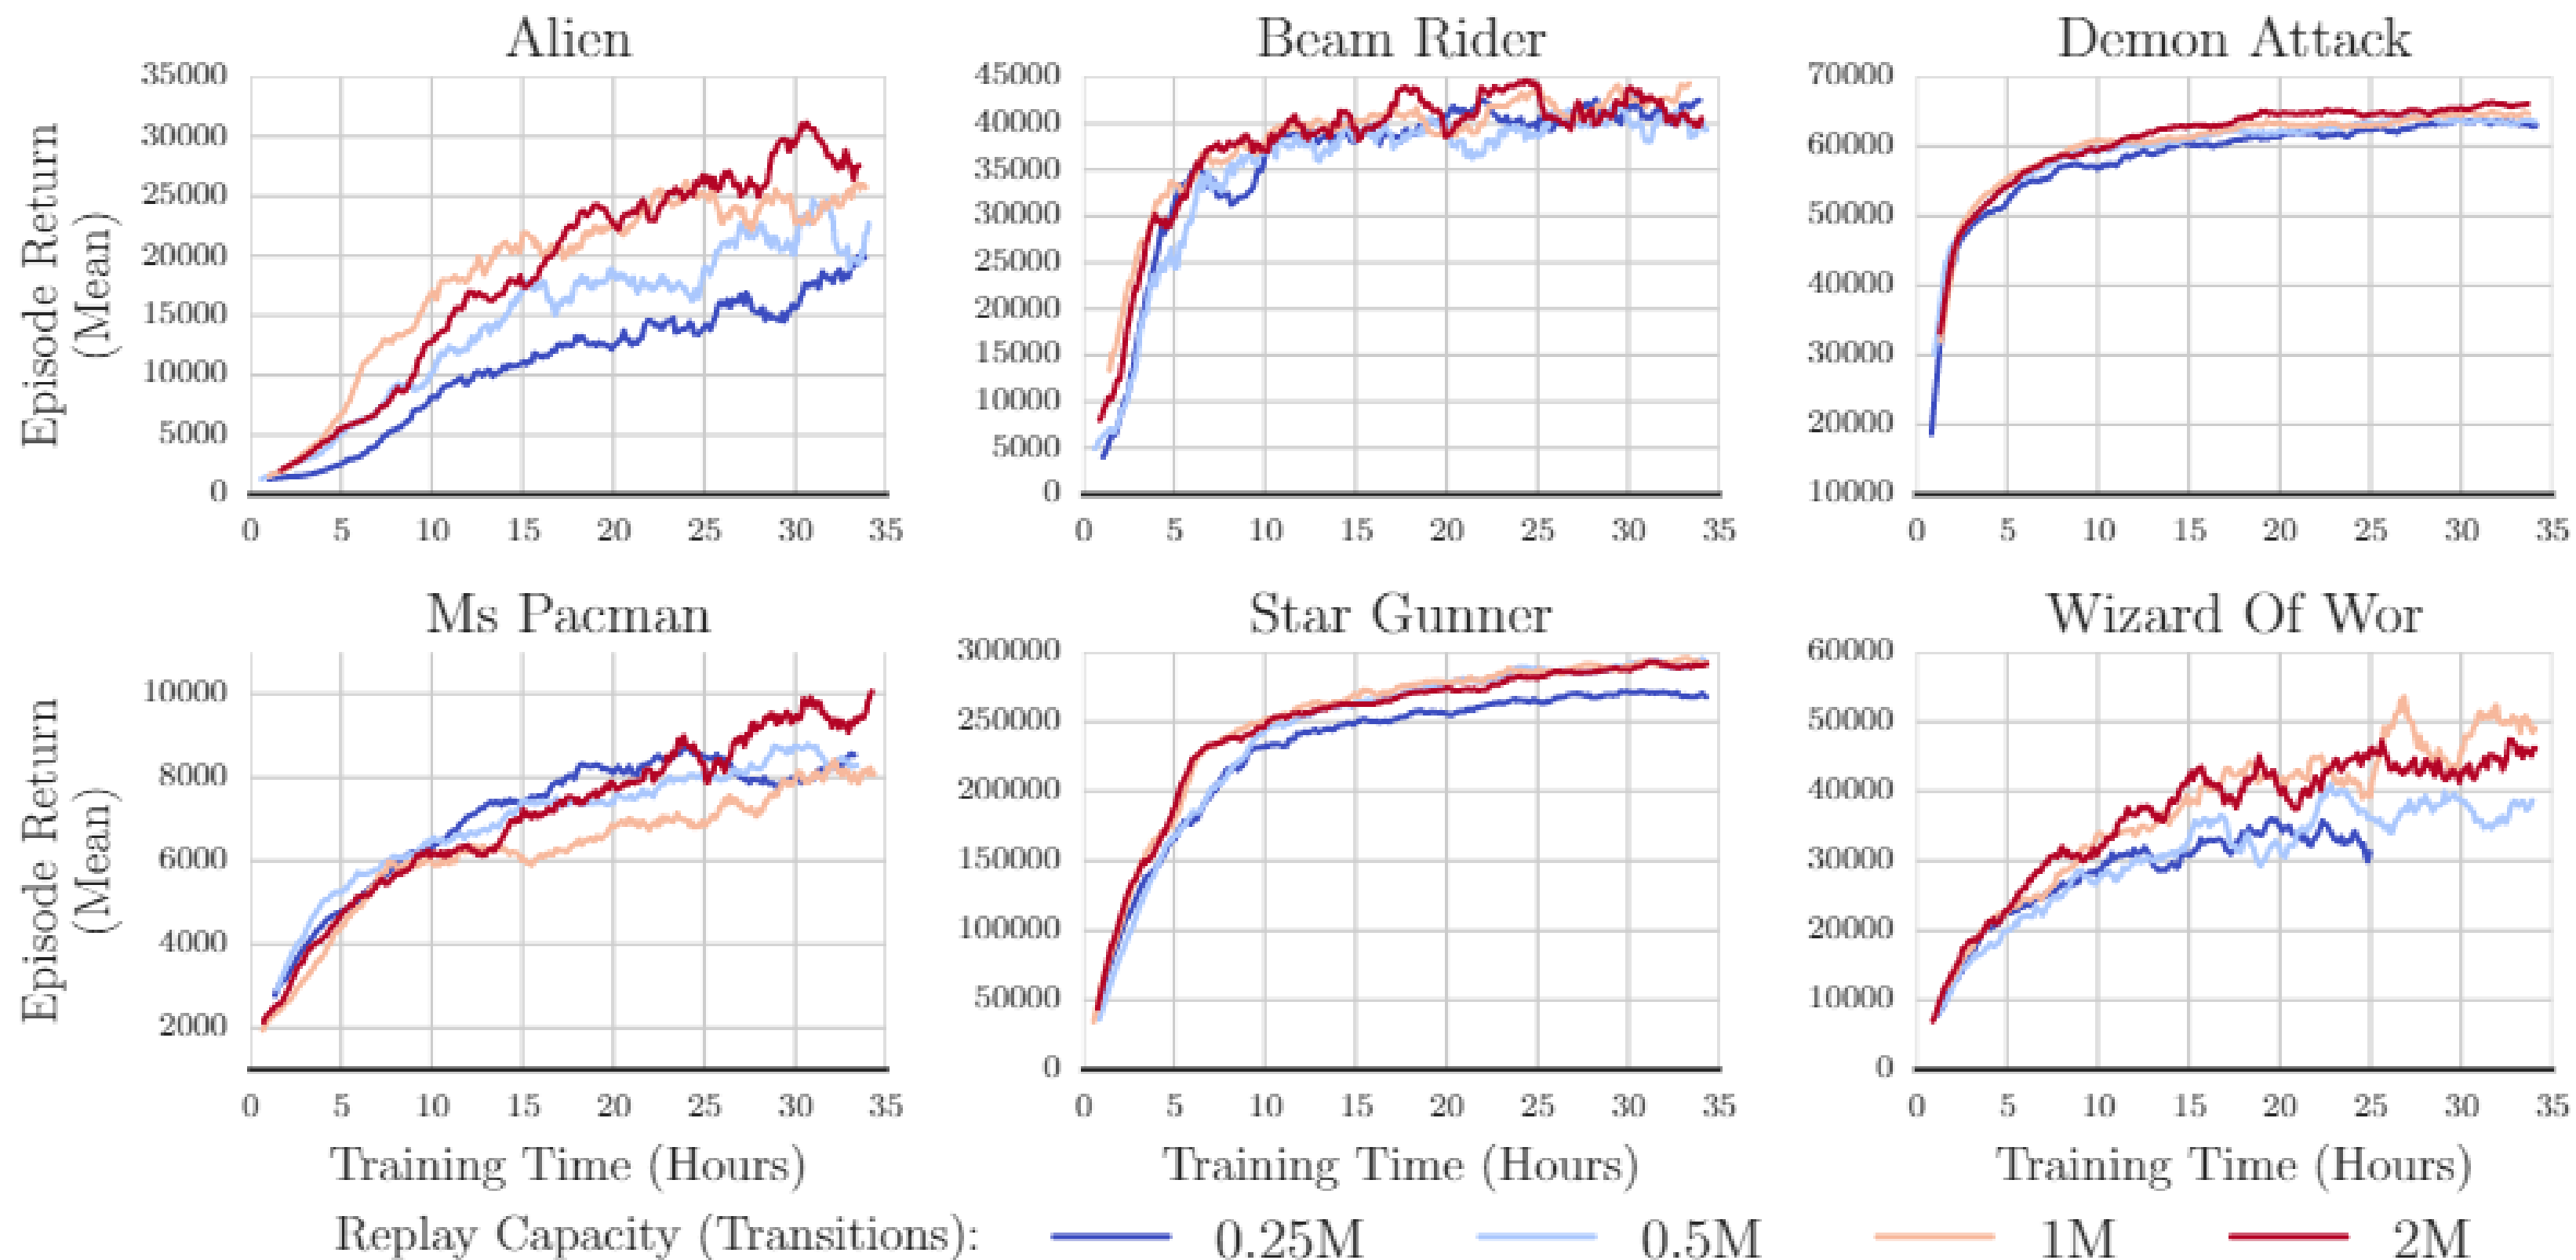 Alien
Beam Rider
Demon Attack
35000
30000
25000
20000
15000
10000
5000
0
0 5 10 15 20 25 30 35
Episode Return
(Mean)
45000
40000
35000
30000
25000
20000
15000
10000
5000
0
0 5 10 15 20 25 30 35
70000
60000
50000
40000
30000
20000
10000
0 5 10 15 20 25 30 35
Ms Pacman
Star Gunner
Wizard Of Wor
10000
8000
6000
4000
2000
0 5 10 15 20 25 30 35
Episode Return
(Mean)
Training Time (Hours)
300000
250000
200000
150000
100000
50000
0
0 5 10 15 20 25 30 35
Training Time (Hours)
60000
50000
40000
30000
20000
10000
0
0 5 10 15 20 25 30 35
Training Time (Hours)
Replay Capacity (Transitions): 0.25M 0.5M 1M 2M